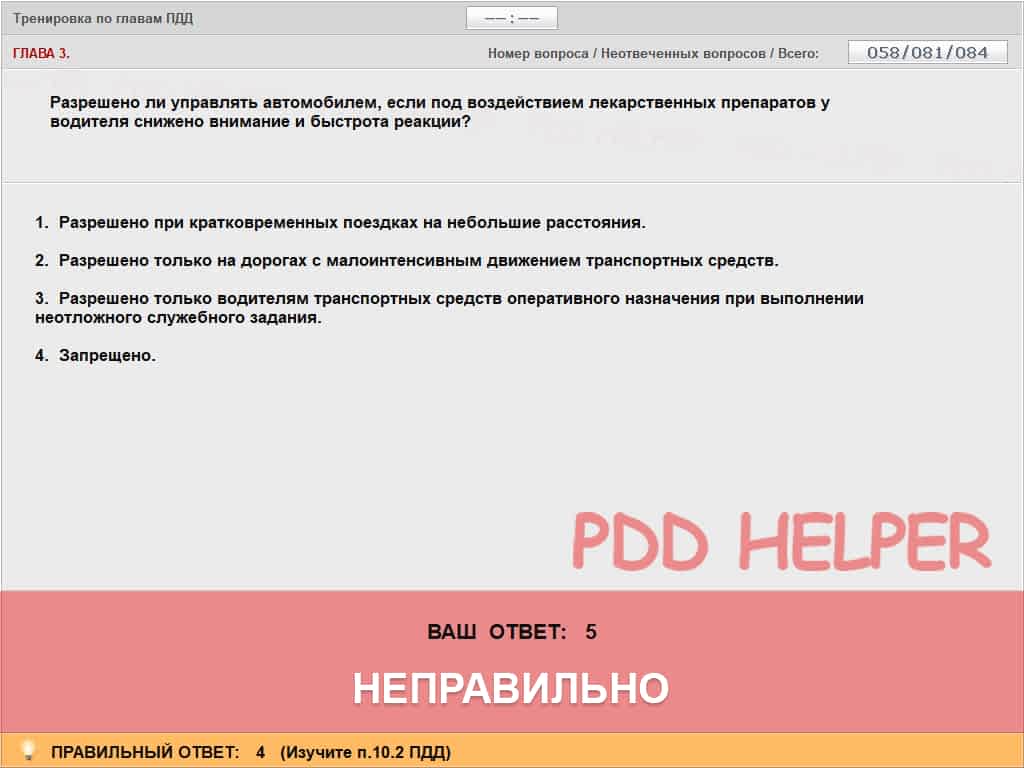 Тренировка по главам ПДД
–– : ––
ГЛАВА 3.
Номер вопроса / Неотвеченных вопросов / Всего:
058/081/084
Разрешено ли управлять автомобилем, если под воздействием лекарственных препаратов у
водителя снижено внимание и быстрота реакции?
1. Разрешено при кратковременных поездках на небольшие расстояния.
2. Разрешено только на дорогах с малоинтенсивным движением транспортных средств.
3. Разрешено только водителям транспортных средств оперативного назначения при выполнении
неотложного служебного задания.
4. Запрещено.
PDD HELPER
ВАШ ОТВЕТ: 5
НЕПРАВИЛЬНО
ПРАВИЛЬНЫЙ ОТВЕТ: 4 (Изучите п.10.2 ПДД)